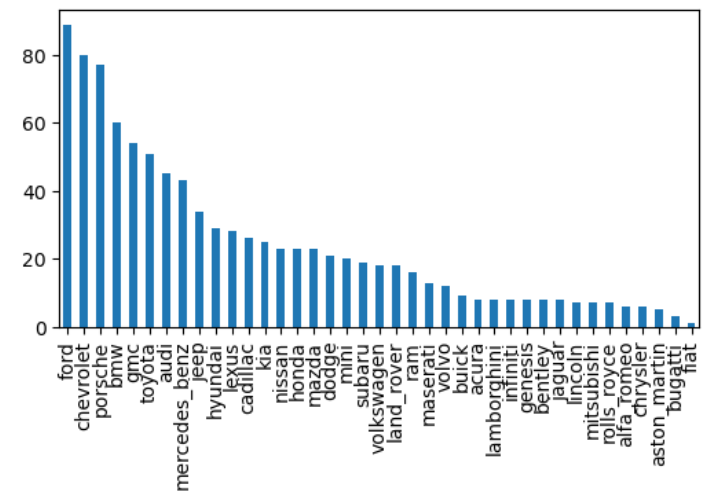 80
60
40
20
0
ford
chevrolet
porsche
bmw
gmc
toyota
audi
mercedes_benz
jeep
hyundai
lexus
cadillac
kia
nissan
honda
mazda
dodge
mini
subaru
volkswagen
land_rover
ram
maserati
volvo
buick
acura
lamborghini
infiniti
genesis
bentley
jaguar
lincoln
mitsubishi
rolls_royce
alfa_romeo
chrysler
aston_martin
bugatti
fiat